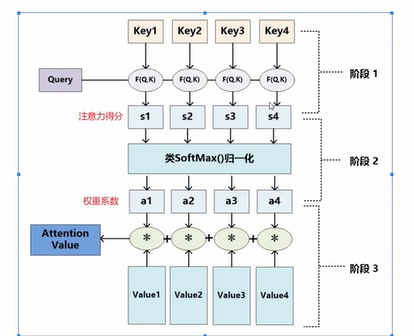 Key1 Key2 Key3 Key4
阶段 1
Query F(Q,K) F(Q,K) F(Q,K) F(Q,K)
注意力得分 s1 s2 s3 s4
类SoftMax()归一化
阶段 2
权重系数 a1 a2 a3 a4
Attention
Value
* + * + * + *
阶段 3
Value1 Value2 Value3 Value4